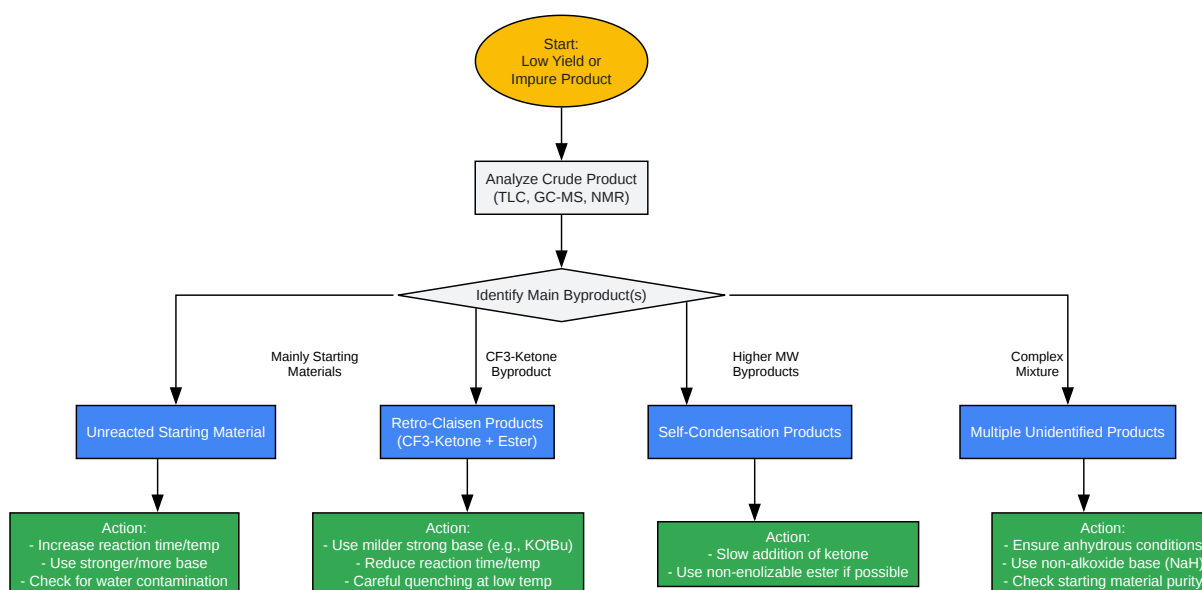 Start:
Low Yield or
Impure Product
Analyze Crude Product
(TLC, GC-MS, NMR)
Identify Main Byproduct(s)
Mainly Starting
Materials
CF3-Ketone
Byproduct
Higher MW
Byproducts
Complex
Mixture
Unreacted Starting Material
Retro-Claisen Products
(CF3-Ketone + Ester)
Self-Condensation Products
Multiple Unidentified Products
Action:
- Increase reaction time/temp
- Use stronger/more base
- Check for water contamination
Action:
- Use milder strong base (e.g., KOtBu)
- Reduce reaction time/temp
- Careful quenching at low temp
Action:
- Slow addition of ketone
- Use non-enolizable ester if possible
Action:
- Ensure anhydrous conditions
- Use non-alkoxide base (NaH)
- Check starting material purity